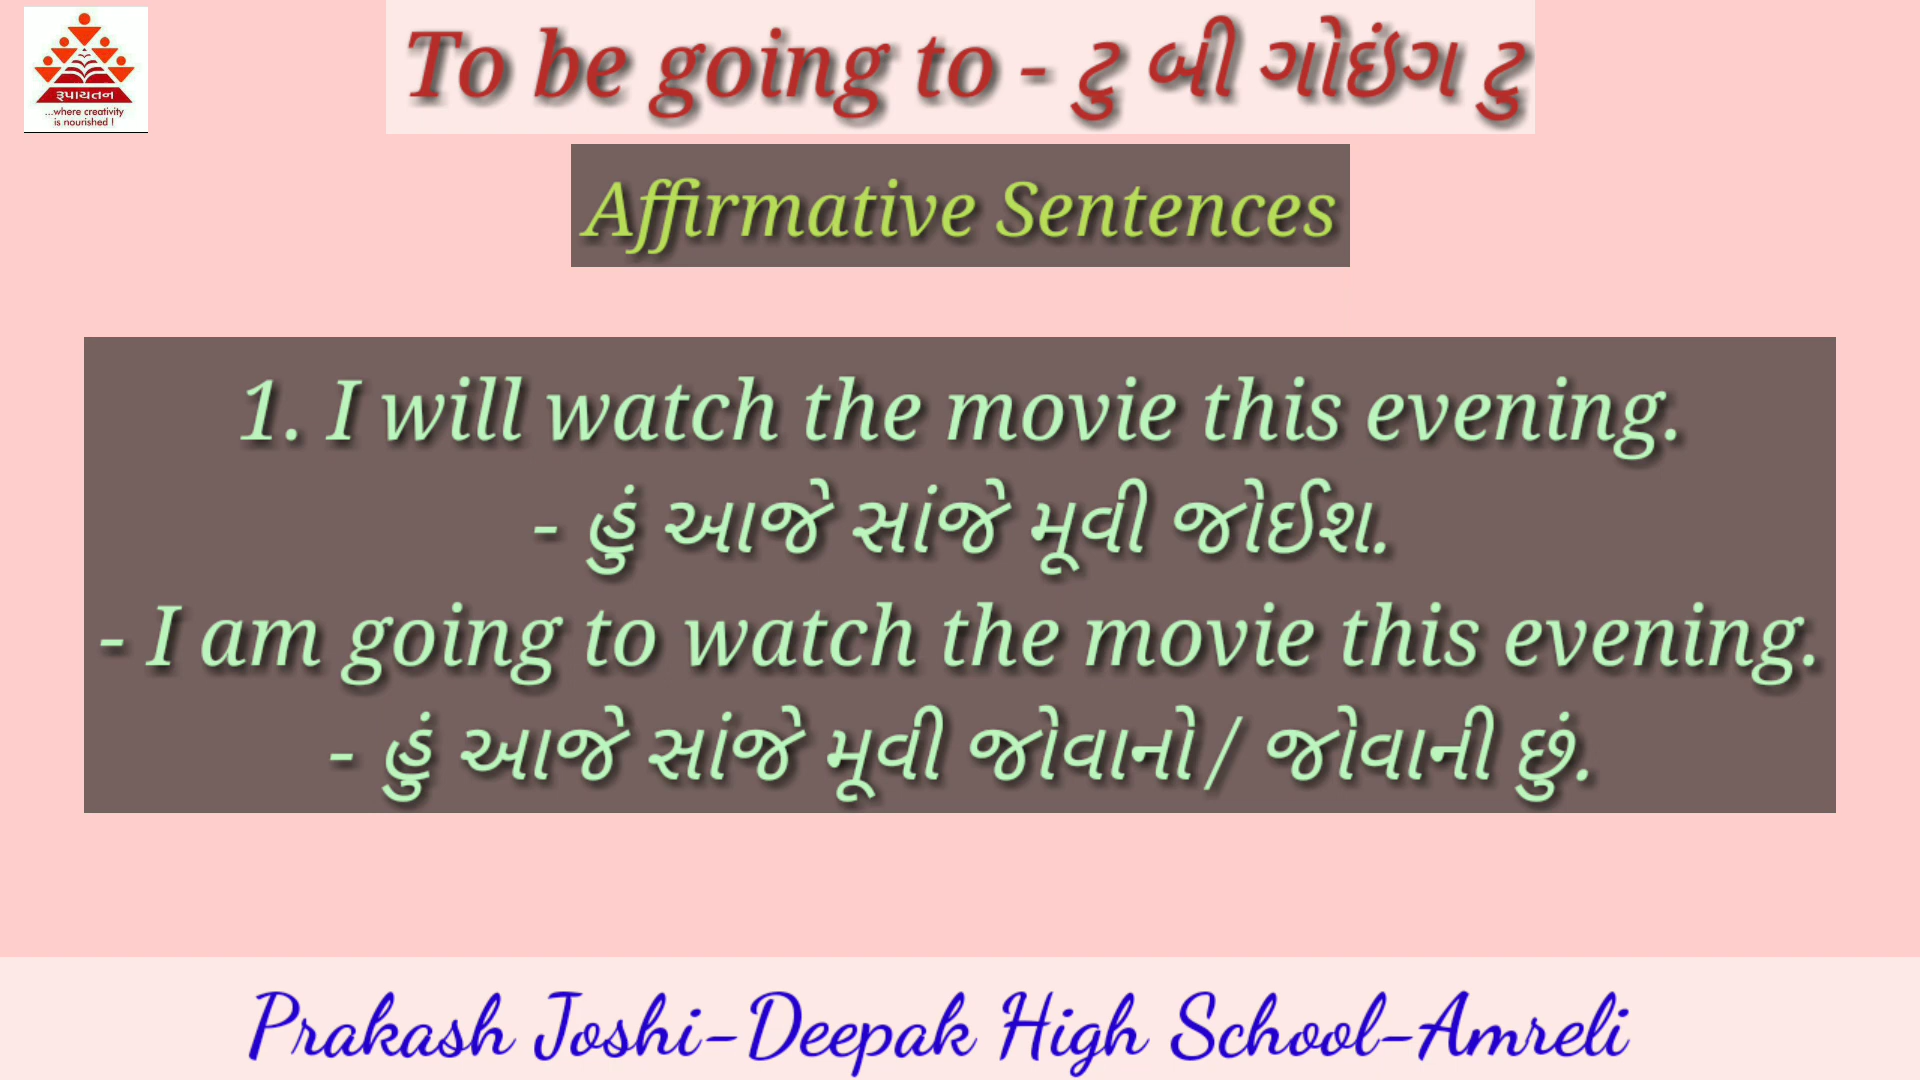 રૂપાયતન
...where creativity
is nourished !
To be going to - ટુ બી ગોઇંગ ટુ
Affirmative Sentences
1. I will watch the movie this evening.
- હું આજે સાંજે મૂવી જોઈશ.
- I am going to watch the movie this evening.
- હું આજે સાંજે મૂવી જોવાનો/ જોવાની છું.
Prakash Joshi-Deepak High School-Amreli